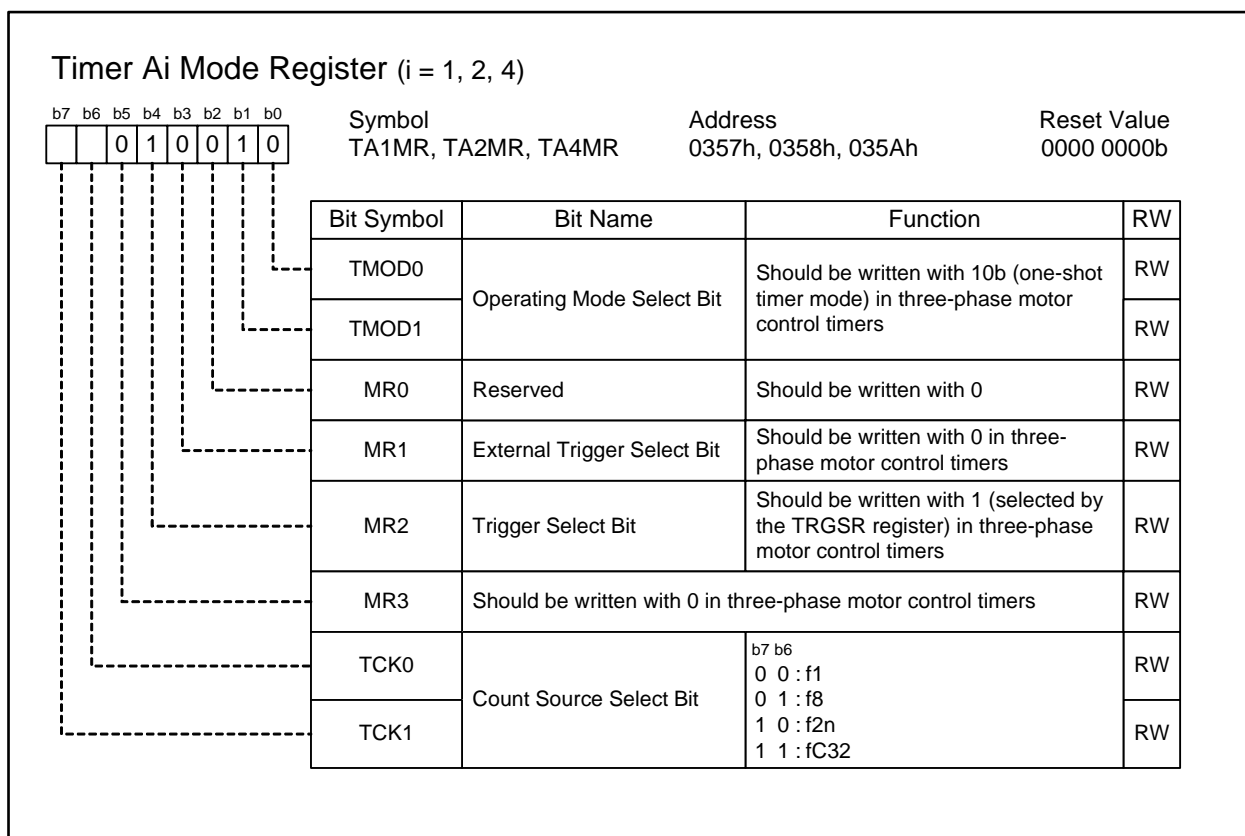 Timer Ai Mode Register (i = 1, 2, 4)
b7 b6 b5 b4 b3 b2 b1 b0
0 1 0 0 1 0
Symbol Address Reset Value
TA1MR, TA2MR, TA4MR 0357h, 0358h, 035Ah 0000 0000b
Bit Symbol Bit Name Function RW
TMOD0
Operating Mode Select Bit
Should be written with 10b (one-shot
timer mode) in three-phase motor
control timers
RW
TMOD1
RW
MR0 Reserved Should be written with 0 RW
MR1 External Trigger Select Bit
Should be written with 0 in three-
phase motor control timers
RW
MR2 Trigger Select Bit
Should be written with 1 (selected by
the TRGSR register) in three-phase
motor control timers
RW
MR3 Should be written with 0 in three-phase motor control timers RW
TCK0
Count Source Select Bit
b7 b6
0 0 : f1
0 1 : f8
1 0 : f2n
1 1 : fC32
RW
TCK1
RW